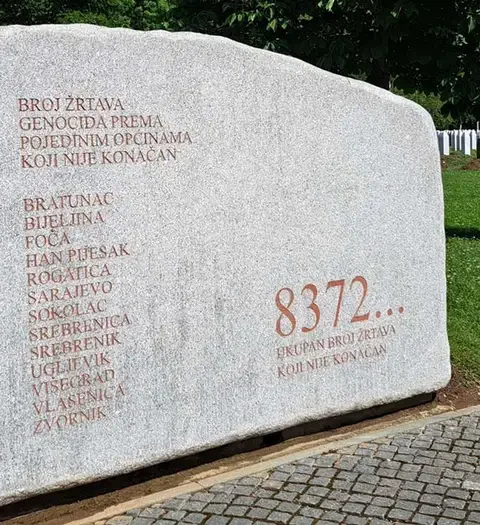 BROJ ŽRTAVA
GENOCIDA PREMA
POJEDINIM OPĆINAMA
KOJI NIJE KONAČAN
BRATUNAC
BIJELJINA
FOČA
HAN PIJESAK
ROGATICA
SARAJEVO
SOKOLAC
SREBRENICA
SREBRENIK
UGLJEVIK
VIŠEGRAD
VLASENICA
ZVORNIK
8372...
UKUPAN BROJ ŽRTAVA
KOJI NIJE KONAČAN